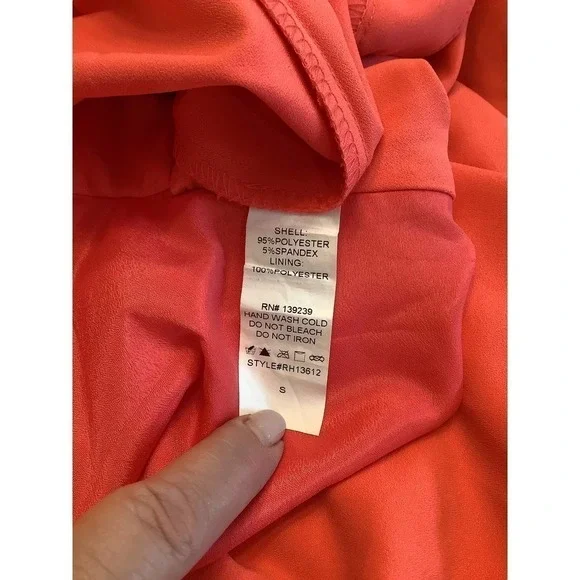 SHELL:
95%POLYESTER
5%SPANDEX
LINING:
100%POLYESTER
RN# 139239
HAND WASH COLD
DO NOT BLEACH
DO NOT IRON
STYLE#RH13612
S